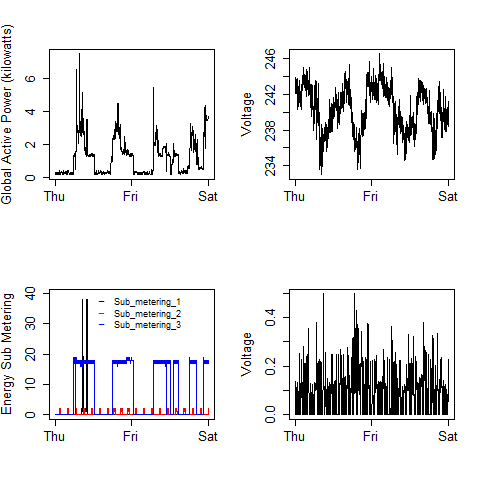 Global Active Power (kilowatts)
0 2 4 6
Thu Fri Sat
Voltage
234 238 242 246
Thu Fri Sat
Energy Sub Metering
0 10 20 30 40
Sub_metering_1
Sub_metering_2
Sub_metering_3
Thu Fri Sat
Voltage
0.0 0.2 0.4
Thu Fri Sat